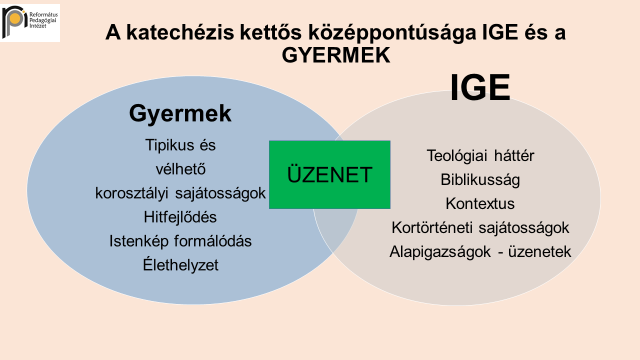 Református
Pedagógiai
Intézet
A katechézis kettős középpontúsága IGE és a
GYERMEK
Gyermek
Tipikus és
vélhető
korosztályi sajátosságok
Hitfejlődés
Istenkép formálódás
Élethelyzet
ÜZENET
IGE
Teológiai háttér
Biblikusság
Kontextus
Kortörténeti sajátosságok
Alapigazságok - üzenetek